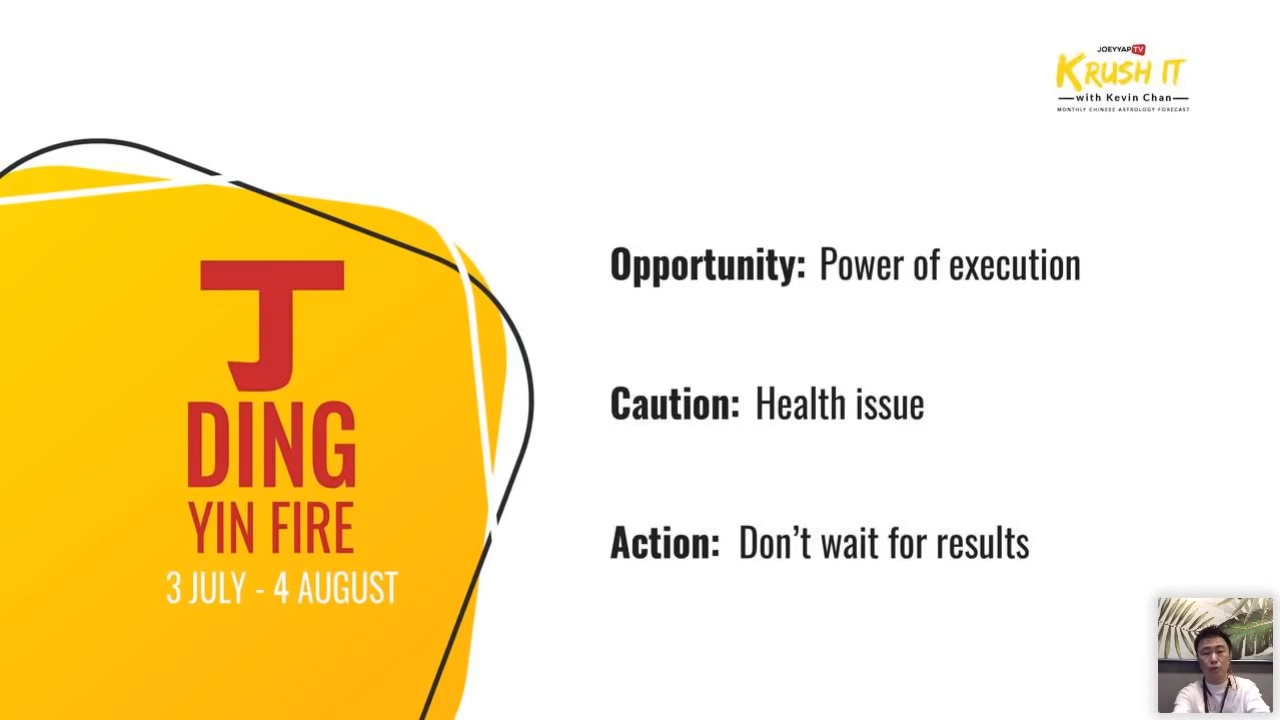 JOEYYAP TV
KRUSH IT
with Kevin Chan
MONTHLY CHINESE ASTROLOGY FORECAST
丁
DING
YIN FIRE
3 JULY - 4 AUGUST
Opportunity: Power of execution
Caution: Health issue
Action: Don’t wait for results